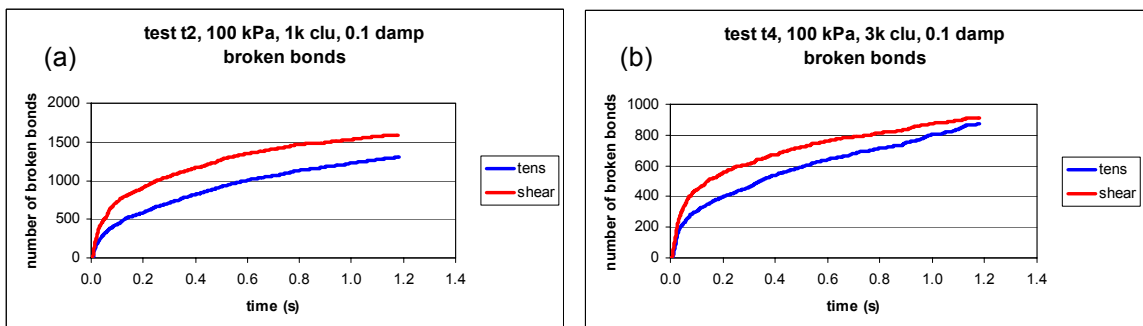 (a)
test t2, 100 kPa, 1k clu, 0.1 damp
broken bonds
number of broken bonds
2000
1500
1000
500
0
0.0 0.2 0.4 0.6 0.8 1.0 1.2 1.4
time (s)
tens
shear
(b)
test t4, 100 kPa, 3k clu, 0.1 damp
broken bonds
number of broken bonds
1000
800
600
400
200
0
0.0 0.2 0.4 0.6 0.8 1.0 1.2 1.4
time (s)
tens
shear